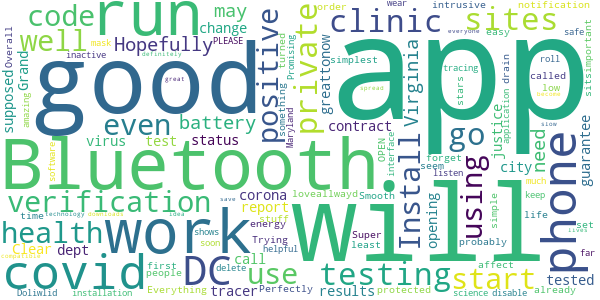 code
run
Hopefully
may
change
PLEASE
clinic
sites
order
wear
intrusive
notification
mask
everyone
easy
safe
well
inactive
Overall
definitely
great
supposed
amazing
Grand
good
app
positive
private
greatnow
Promising
tuned
something
Maryland
spread
simplest
tracing
roll
called
sitsimportant
stars
drain
low
application
slow
even
battery
virus
test
status
Virginia
contract
go
justice
need
guarantee
Bluetooth
Will
phone
OPEN
interface
forget
seem
listen
city
verification
software
corona
report
stuff
loveallwayd
Smooth
Install
using
opening
simple
much
keep
life
set
tested
probably
health
work
time
technology
downloads
idea
save
shows
soon
energy
Trying
helpful
Super
least
affect
lives
far
Clear
dept
DC
call
use
testing
start
covid
first
people
tracer
delete
results
protected
science
disable
already
Doliwlid
installation
Everything
Perfectly